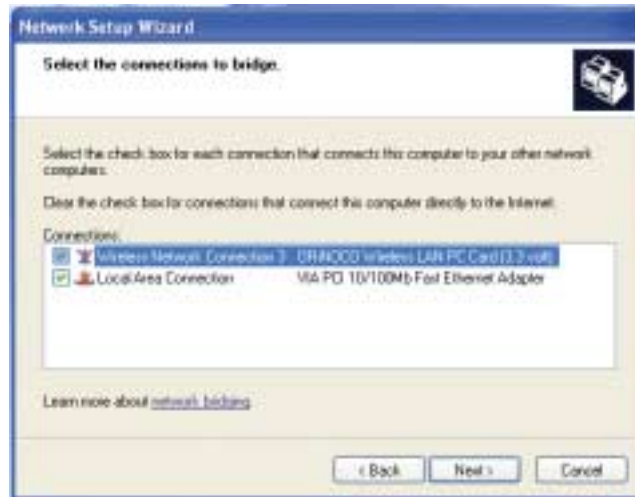 Network Setup Wizard
Select the connections to bridge.
Select the check box for each connection that connects this computer to your other network
computers.
Clear the check box for connections that connect this computer directly to the Internet.
Connections:
Wireless Network Connection 3 ORiNOCO Wireless LAN PC Card (3.3 volt)
Local Area Connection VIA PCI 10/100Mb Fast Ethernet Adapter
Learn more about network bridging
< Back Next > Cancel